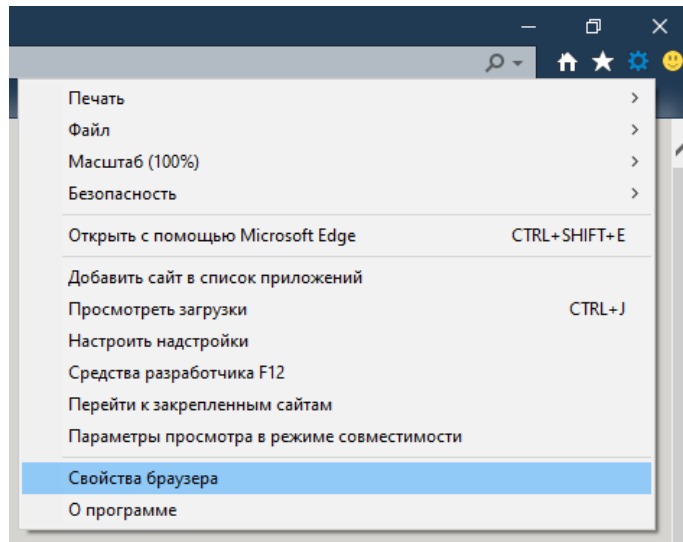 Печать
Файл
Масштаб (100%)
Безопасность
Открыть с помощью Microsoft Edge CTRL+SHIFT+E
Добавить сайт в список приложений
Просмотреть загрузки CTRL+J
Настроить надстройки
Средства разработчика F12
Перейти к закрепленным сайтам
Параметры просмотра в режиме совместимости
Свойства браузера
О программе